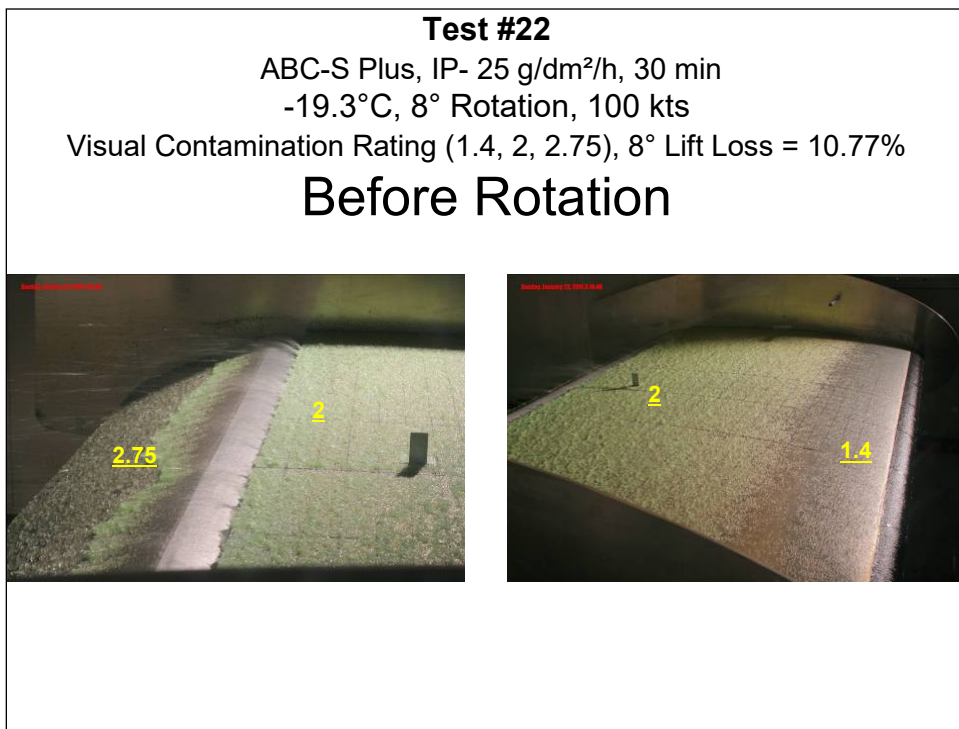 Test #22
ABC-S Plus, IP- 25 g/dm²/h, 30 min
-19.3°C, 8° Rotation, 100 kts
Visual Contamination Rating (1.4, 2, 2.75), 8° Lift Loss = 10.77%
Before Rotation
2
2.75
2
1.4